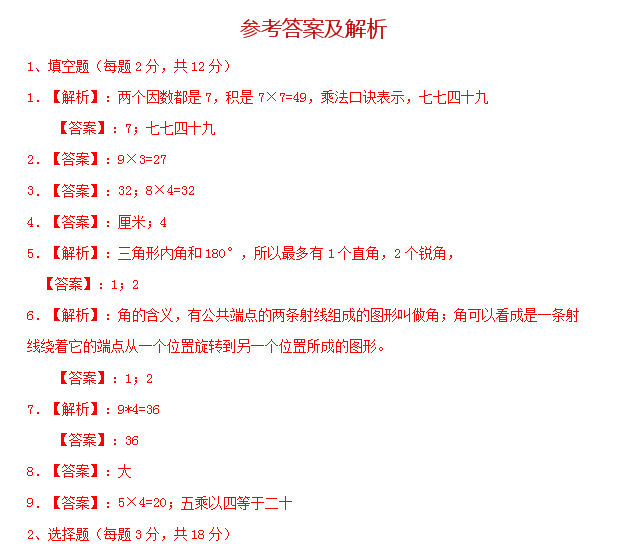 参考答案及解析
1、填空题（每题2分，共12分）
1. 【解析】：两个因数都是7，积是7×7=49，乘法口诀表示，七七四十九
【答案】：7；七七四十九
2. 【答案】：9×3=27
3. 【答案】：32；8×4=32
4. 【答案】：厘米；4
5. 【解析】：三角形内角和180°，所以最多有1个直角，2个锐角，
【答案】：1；2
6. 【解析】：角的含义，有公共端点的两条射线组成的图形叫做角；角可以看成是一条射
线绕着它的端点从一个位置旋转到另一个位置所成的图形。
【答案】：1；2
7. 【解析】：9*4=36
【答案】：36
8. 【答案】：大
9. 【答案】：5×4=20；五乘以四等于二十
2、选择题（每题3分，共18分）